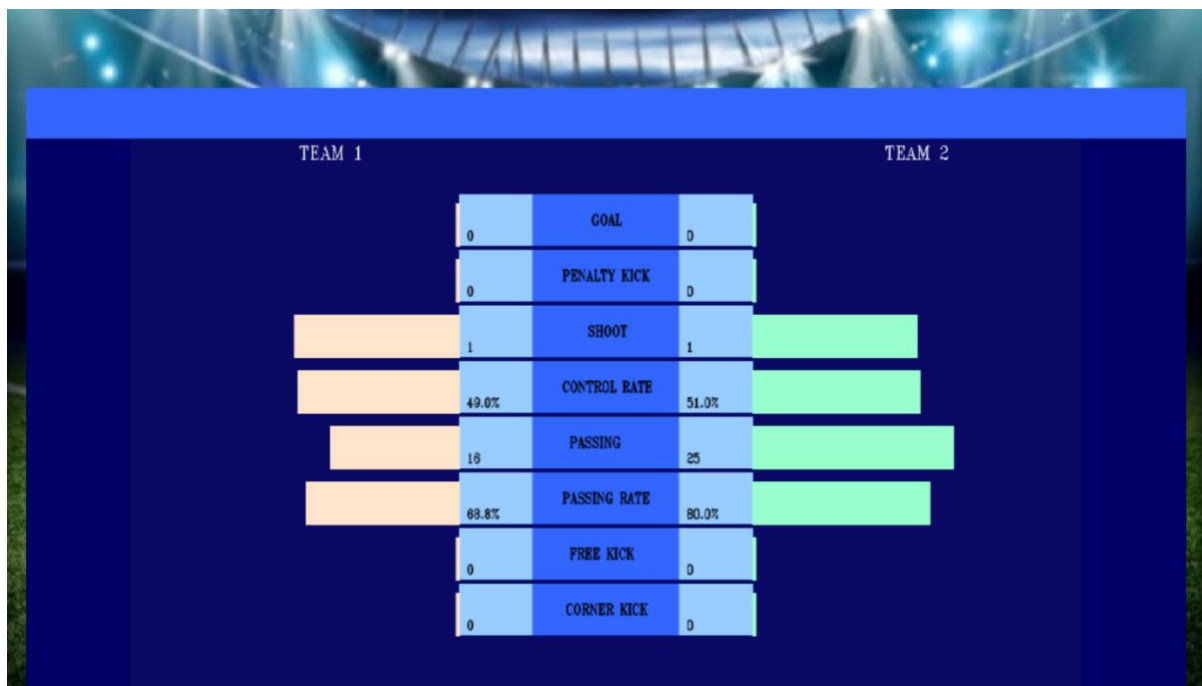 TEAM 1 TEAM 2
0 GOAL 0
0 PENALTY KICK 0
1 SHOOT 1
49.0% CONTROL RATE 51.0%
16 PASSING 25
68.8% PASSING RATE 80.0%
0 FREE KICK 0
0 CORNER KICK 0